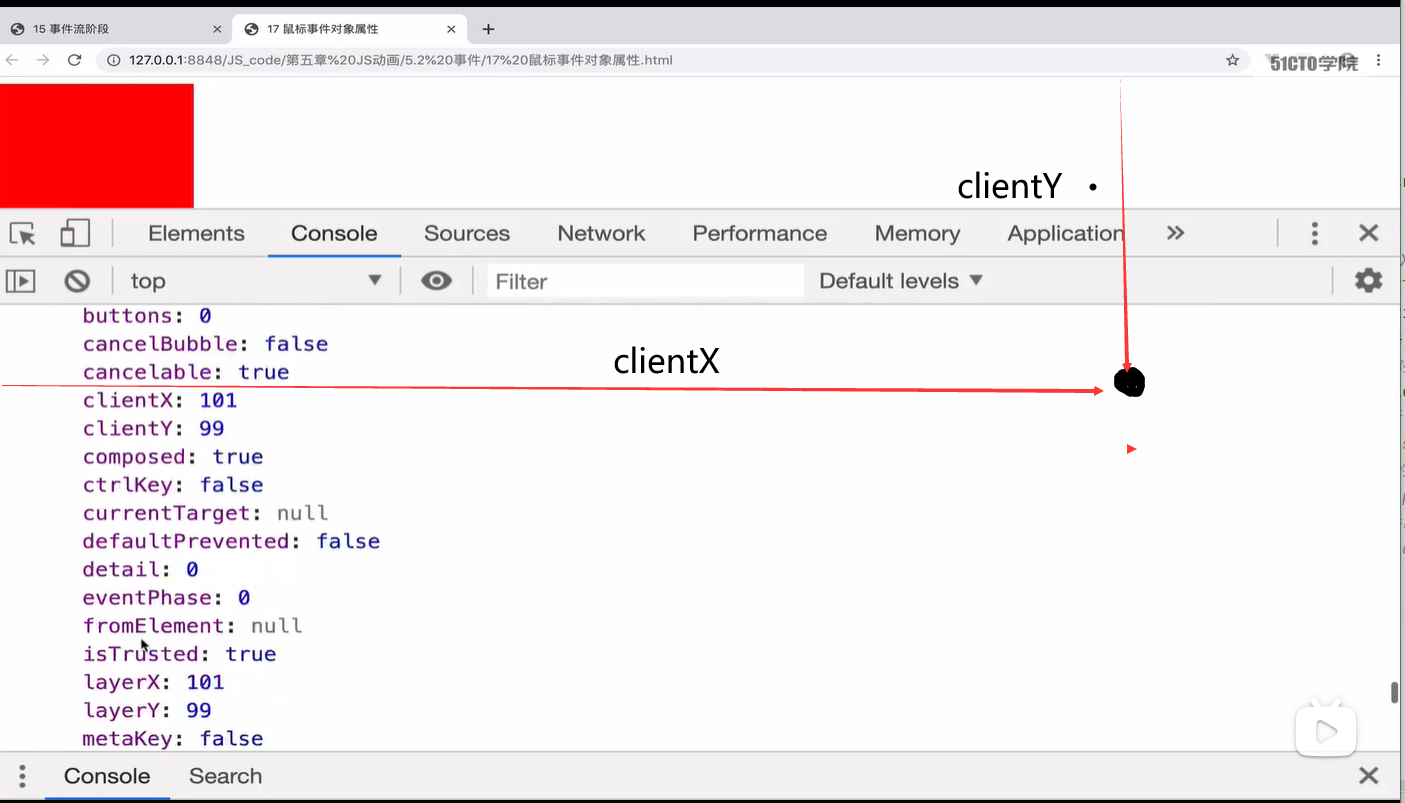 15 事件流阶段
17 鼠标事件对象属性
127.0.0.1:8848/JS_code/第五章%20JS动画/5.2%20事件/17%20鼠标事件对象属性.html
51CTO学院
clientY
Elements Console Sources Network Performance Memory Application
top Filter Default levels
buttons: 0
cancelBubble: false
clientX
cancelable: true
clientX: 101
clientY: 99
composed: true
ctrlKey: false
currentTarget: null
defaultPrevented: false
detail: 0
eventPhase: 0
fromElement: null
isTrusted: true
layerX: 101
layerY: 99
metaKey: false
Console Search